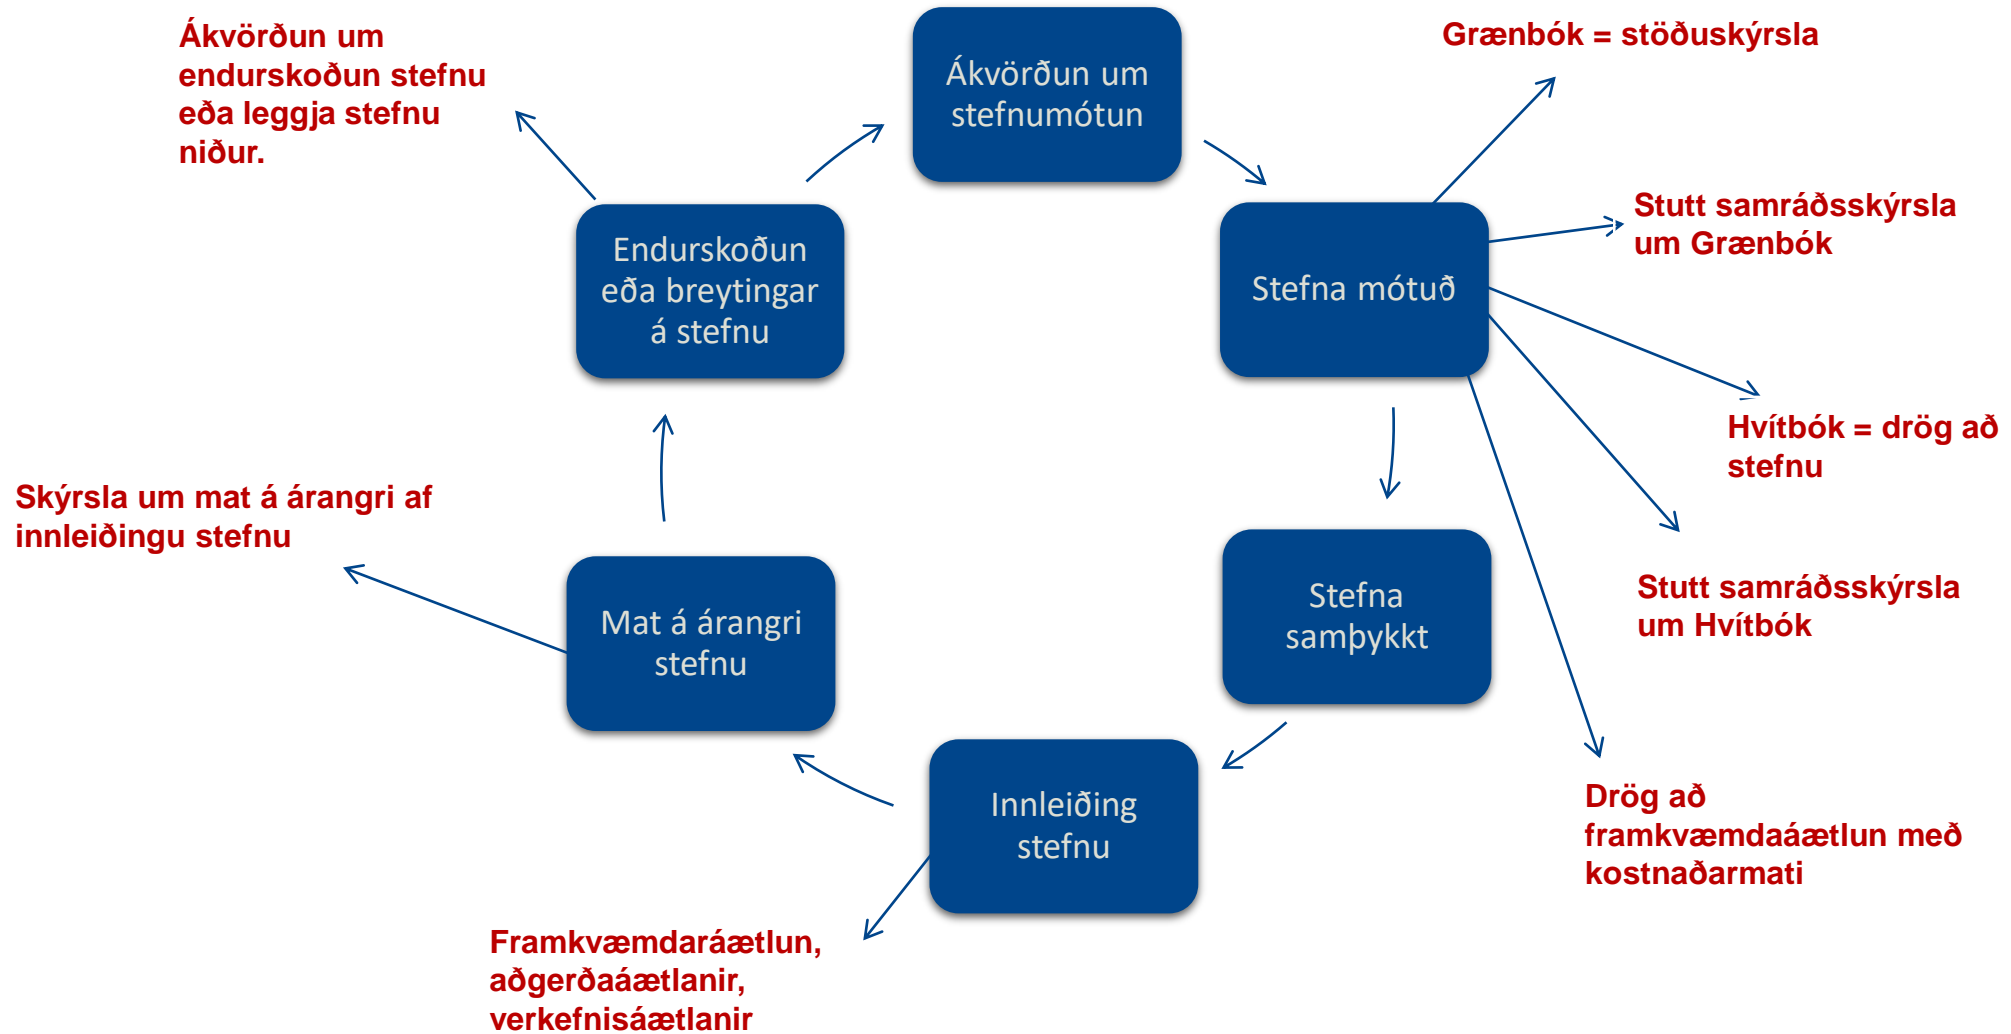 Ákvörðun um
endurskoðun stefnu
eða leggja stefnu
niður.
Ákvörðun um
stefnumótun
Grænbók = stöðuskýrsla
Stutt samráðsskýrsla
um Grænbók
Endurskoðun
eða breytingar
á stefnu
Stefna mótuð
Hvítbók = drög að
stefnu
Skýrsla um mat á árangri af
innleiðingu stefnu
Stutt samráðsskýrsla
um Hvítbók
Mat á árangri
stefnu
Stefna
samþykkt
Innleiðing
stefnu
Drög að
framkvæmdaáætlun með
kostnaðarmati
Framkvæmdaráætlun,
aðgerðaáætlanir,
verkefnisáætlanir